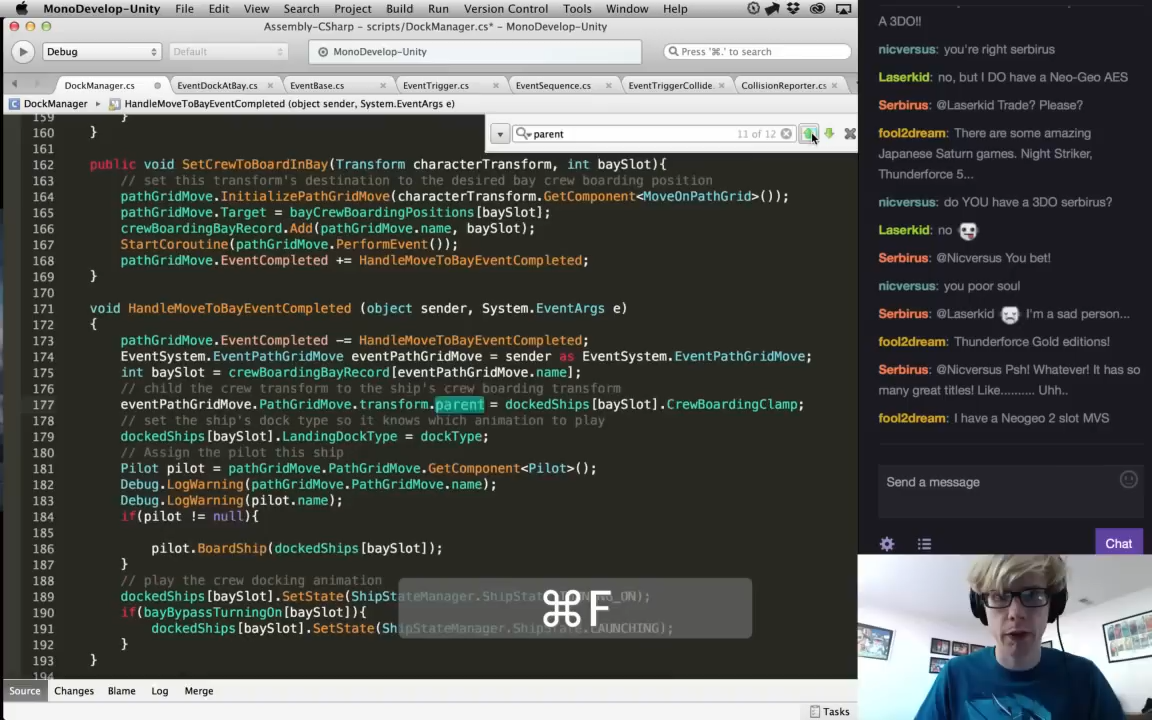 MonoDevelop-Unity File Edit View Search Project Build Run Version Control Tools Window Help
Assembly-CSharp - scripts/DockManager.cs* - MonoDevelop-Unity
Debug Default MonoDevelop-Unity Press '⌘.' to search
DockManager.cs EventDockAtBay.cs EventBase.cs EventTrigger.cs EventSequence.cs EventTriggerCollide CollisionReporter.cs
DockManager HandleMoveToBayEventCompleted (object sender, System.EventArgs e)
parent 11 of 12
159 }
160 }
161
162 public void SetCrewToBoardInBay(Transform characterTransform, int baySlot){
163 // set this transform's destination to the desired bay crew boarding position
164 pathGridMove.InitializePathGridMove(characterTransform.GetComponent<MoveOnPathGrid>());
165 pathGridMove.Target = bayCrewBoardingPositions[baySlot];
166 crewBoardingBayRecord.Add(pathGridMove.name, baySlot);
167 StartCoroutine(pathGridMove.PerformEvent());
168 pathGridMove.EventCompleted += HandleMoveToBayEventCompleted;
169 }
170
171 void HandleMoveToBayEventCompleted (object sender, System.EventArgs e)
172 {
173 pathGridMove.EventCompleted -= HandleMoveToBayEventCompleted;
174 EventSystem.EventPathGridMove eventPathGridMove = sender as EventSystem.EventPathGridMove;
175 int baySlot = crewBoardingBayRecord[eventPathGridMove.name];
176 // child the crew transform to the ship's crew boarding transform
177 eventPathGridMove.PathGridMove.transform.parent = dockedShips[baySlot].CrewBoardingClamp;
178 // set the ship's dock type so it knows which animation to play
179 dockedShips[baySlot].LandingDockType = dockType;
180 // Assign the pilot this ship
181 Pilot pilot = pathGridMove.PathGridMove.GetComponent<Pilot>();
182 Debug.LogWarning(pathGridMove.PathGridMove.name);
183 Debug.LogWarning(pilot.name);
184 if(pilot != null){
185
186 pilot.BoardShip(dockedShips[baySlot]);
187 }
188 // play the crew docking animation
189 dockedShips[baySlot].SetState(ShipStateManager.ShipState. _ON);
190 if(bayBypassTurningOn[baySlot]){
191 dockedShips[baySlot].SetState(ShipStateManager.ShipState.LAUNCHING);
192 }
193 }
194
⌘F
Source Changes Blame Log Merge
Tasks
A 3DO!!
nicversus: you're right serbirus
Laserkid: no, but I DO have a Neo-Geo AES
Serbirus: @Laserkid Trade? Please?
fool2dream: There are some amazing
Japanese Saturn games. Night Striker,
Thunderforce 5...
nicversus: do YOU have a 3DO serbirus?
Laserkid: no
Serbirus: @Nicversus You bet!
nicversus: you poor soul
Serbirus: @Laserkid I'm a sad person...
fool2dream: Thunderforce Gold editions!
Serbirus: @Nicversus Psh! Whatever! It has so
many great titles! Like.......... Uhh..
fool2dream: I have a Neogeo 2 slot MVS
Send a message
Chat